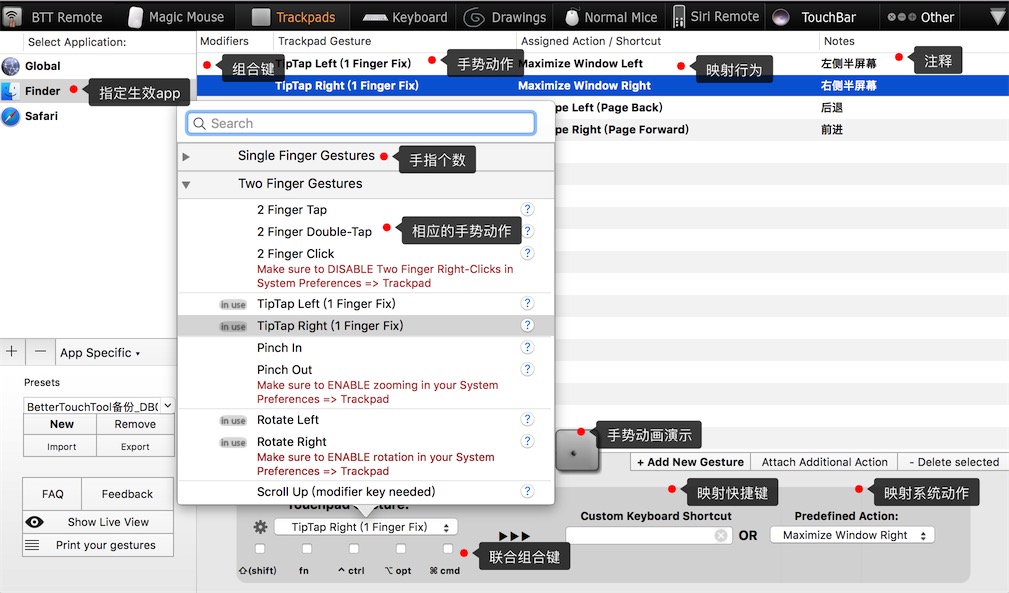 BTT Remote Magic Mouse Trackpads Keyboard Drawings Normal Mice Siri Remote TouchBar Other
Select Application: Modifiers Trackpad Gesture Assigned Action / Shortcut Notes
Global 组合键 TipTap Left (1 Finger Fix) 手势动作 Maximize Window Left 映射行为 左侧半屏幕 注释
Finder 指定生效app TipTap Right (1 Finger Fix) Maximize Window Right 右侧半屏幕
Safari
pe Left (Page Back) 后退
pe Right (Page Forward) 前进
Search
Single Finger Gestures 手指个数
Two Finger Gestures
2 Finger Tap ?
2 Finger Double-Tap 相应的手势动作 ?
2 Finger Click ?
Make sure to DISABLE Two Finger Right-Clicks in
System Preferences => Trackpad
in use TipTap Left (1 Finger Fix) ?
in use TipTap Right (1 Finger Fix) ?
Pinch In ?
Pinch Out ?
Make sure to ENABLE zooming in your System
Preferences => Trackpad
in use Rotate Left ?
in use Rotate Right ?
Make sure to ENABLE rotation in your System
Preferences => Trackpad
Scroll Up (modifier key needed) ?
+ — App Specific
Presets
BetterTouchTool备份_DB(
New Remove
Import Export
FAQ Feedback
Show Live View
Print your gestures
手势动画演示
+ Add New Gesture Attach Additional Action - Delete selected
映射快捷键 映射系统动作
Touchpad Gesture: Custom Keyboard Shortcut Predefined Action:
TipTap Right (1 Finger Fix) OR Maximize Window Right
联合组合键
⇧(shift) fn ^ ctrl ⌥ opt ⌘ cmd